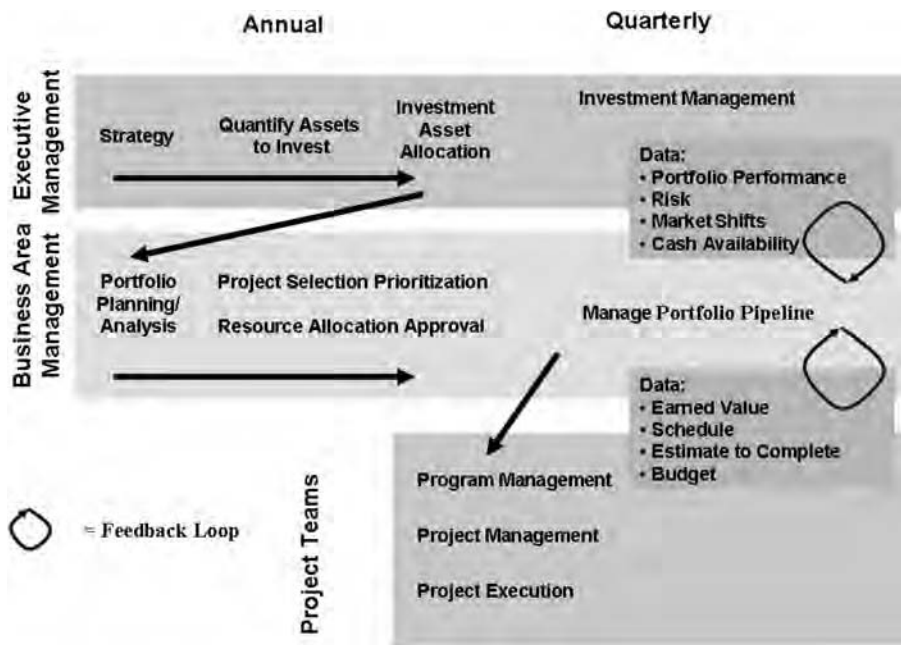 Annual
Quarterly
Executive
Management
Strategy
Quantify Assets
to Invest
Investment
Asset
Allocation
Investment Management
Data:
• Portfolio Performance
• Risk
• Market Shifts
• Cash Availability
Business Area
Management
Portfolio
Planning/
Analysis
Project Selection Prioritization
Resource Allocation Approval
Manage Portfolio Pipeline
Data:
• Earned Value
• Schedule
• Estimate to Complete
• Budget
Project Teams
Program Management
Project Management
Project Execution
= Feedback Loop